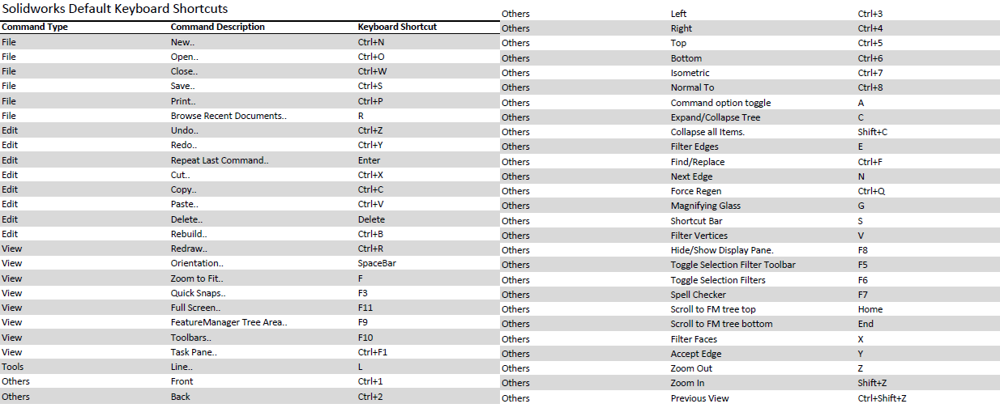 Solidworks Default Keyboard Shortcuts
Command Type Command Description Keyboard Shortcut
File New.. Ctrl+N
File Open.. Ctrl+O
File Close.. Ctrl+W
File Save.. Ctrl+S
File Print.. Ctrl+P
File Browse Recent Documents.. R
Edit Undo.. Ctrl+Z
Edit Redo.. Ctrl+Y
Edit Repeat Last Command.. Enter
Edit Cut.. Ctrl+X
Edit Copy.. Ctrl+C
Edit Paste.. Ctrl+V
Edit Delete.. Delete
Edit Rebuild.. Ctrl+B
View Redraw.. Ctrl+R
View Orientation.. SpaceBar
View Zoom to Fit.. F
View Quick Snaps.. F3
View Full Screen.. F11
View FeatureManager Tree Area.. F9
View Toolbars.. F10
View Task Pane.. Ctrl+F1
Tools Line.. L
Others Front Ctrl+1
Others Back Ctrl+2
Others Left Ctrl+3
Others Right Ctrl+4
Others Top Ctrl+5
Others Bottom Ctrl+6
Others Isometric Ctrl+7
Others Normal To Ctrl+8
Others Command option toggle A
Others Expand/Collapse Tree C
Others Collapse all Items. Shift+C
Others Filter Edges E
Others Find/Replace Ctrl+F
Others Next Edge N
Others Force Regen Ctrl+Q
Others Magnifying Glass G
Others Shortcut Bar S
Others Filter Vertices V
Others Hide/Show Display Pane. F8
Others Toggle Selection Filter Toolbar F5
Others Toggle Selection Filters F6
Others Spell Checker F7
Others Scroll to FM tree top Home
Others Scroll to FM tree bottom End
Others Filter Faces X
Others Accept Edge Y
Others Zoom Out Z
Others Zoom In Shift+Z
Others Previous View Ctrl+Shift+Z